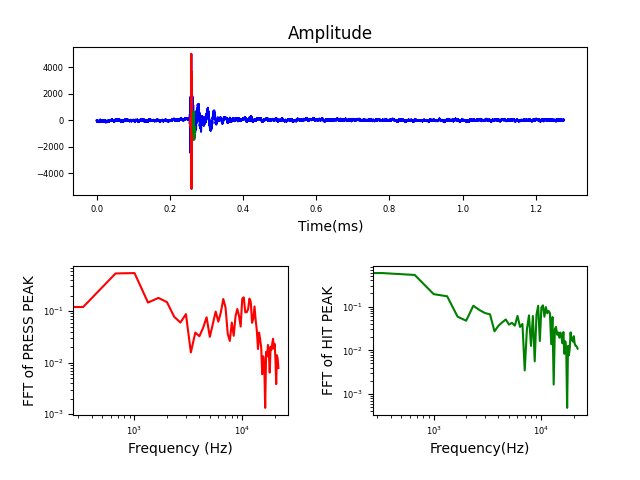 Amplitude
4000
2000
0
−2000
−4000
0.0 0.2 0.4 0.6 0.8 1.0 1.2
Time(ms)
FFT of PRESS PEAK
10⁻¹
10⁻²
10⁻³
10³ 10⁴
Frequency (Hz)
FFT of HIT PEAK
10⁻¹
10⁻²
10⁻³
10³ 10⁴
Frequency(Hz)